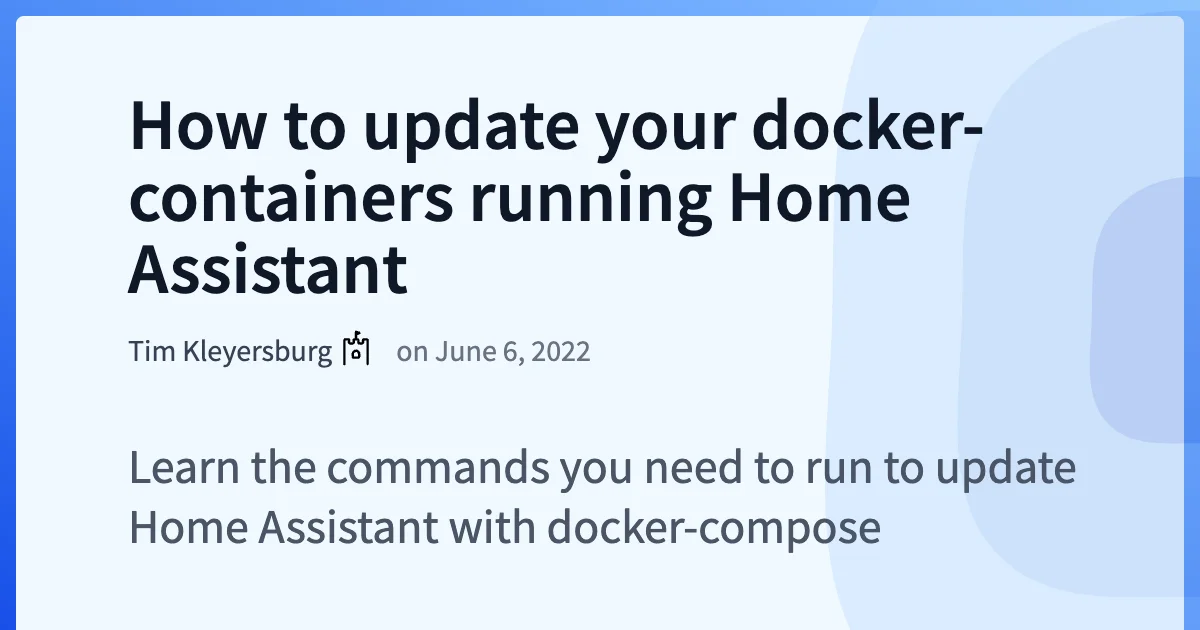 How to update your docker-
containers running Home
Assistant
Tim Kleyersburg on June 6, 2022
Learn the commands you need to run to update
Home Assistant with docker-compose